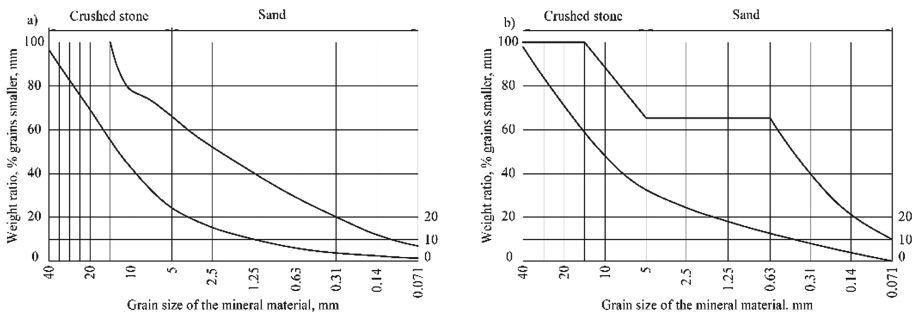 a) Crushed stone Sand
Weight ratio, % grains smaller, mm
100
80
60
40
20
0
20
10
0
40 20 10 5 2.5 1.25 0.63 0.31 0.14 0.071
Grain size of the mineral material, mm
b) Crushed stone Sand
Weight ratio, % grains smaller, mm
100
80
60
40
20
0
20
10
0
40 20 10 5 2.5 1.25 0.63 0.31 0.14 0.071
Grain size of the mineral material. mm